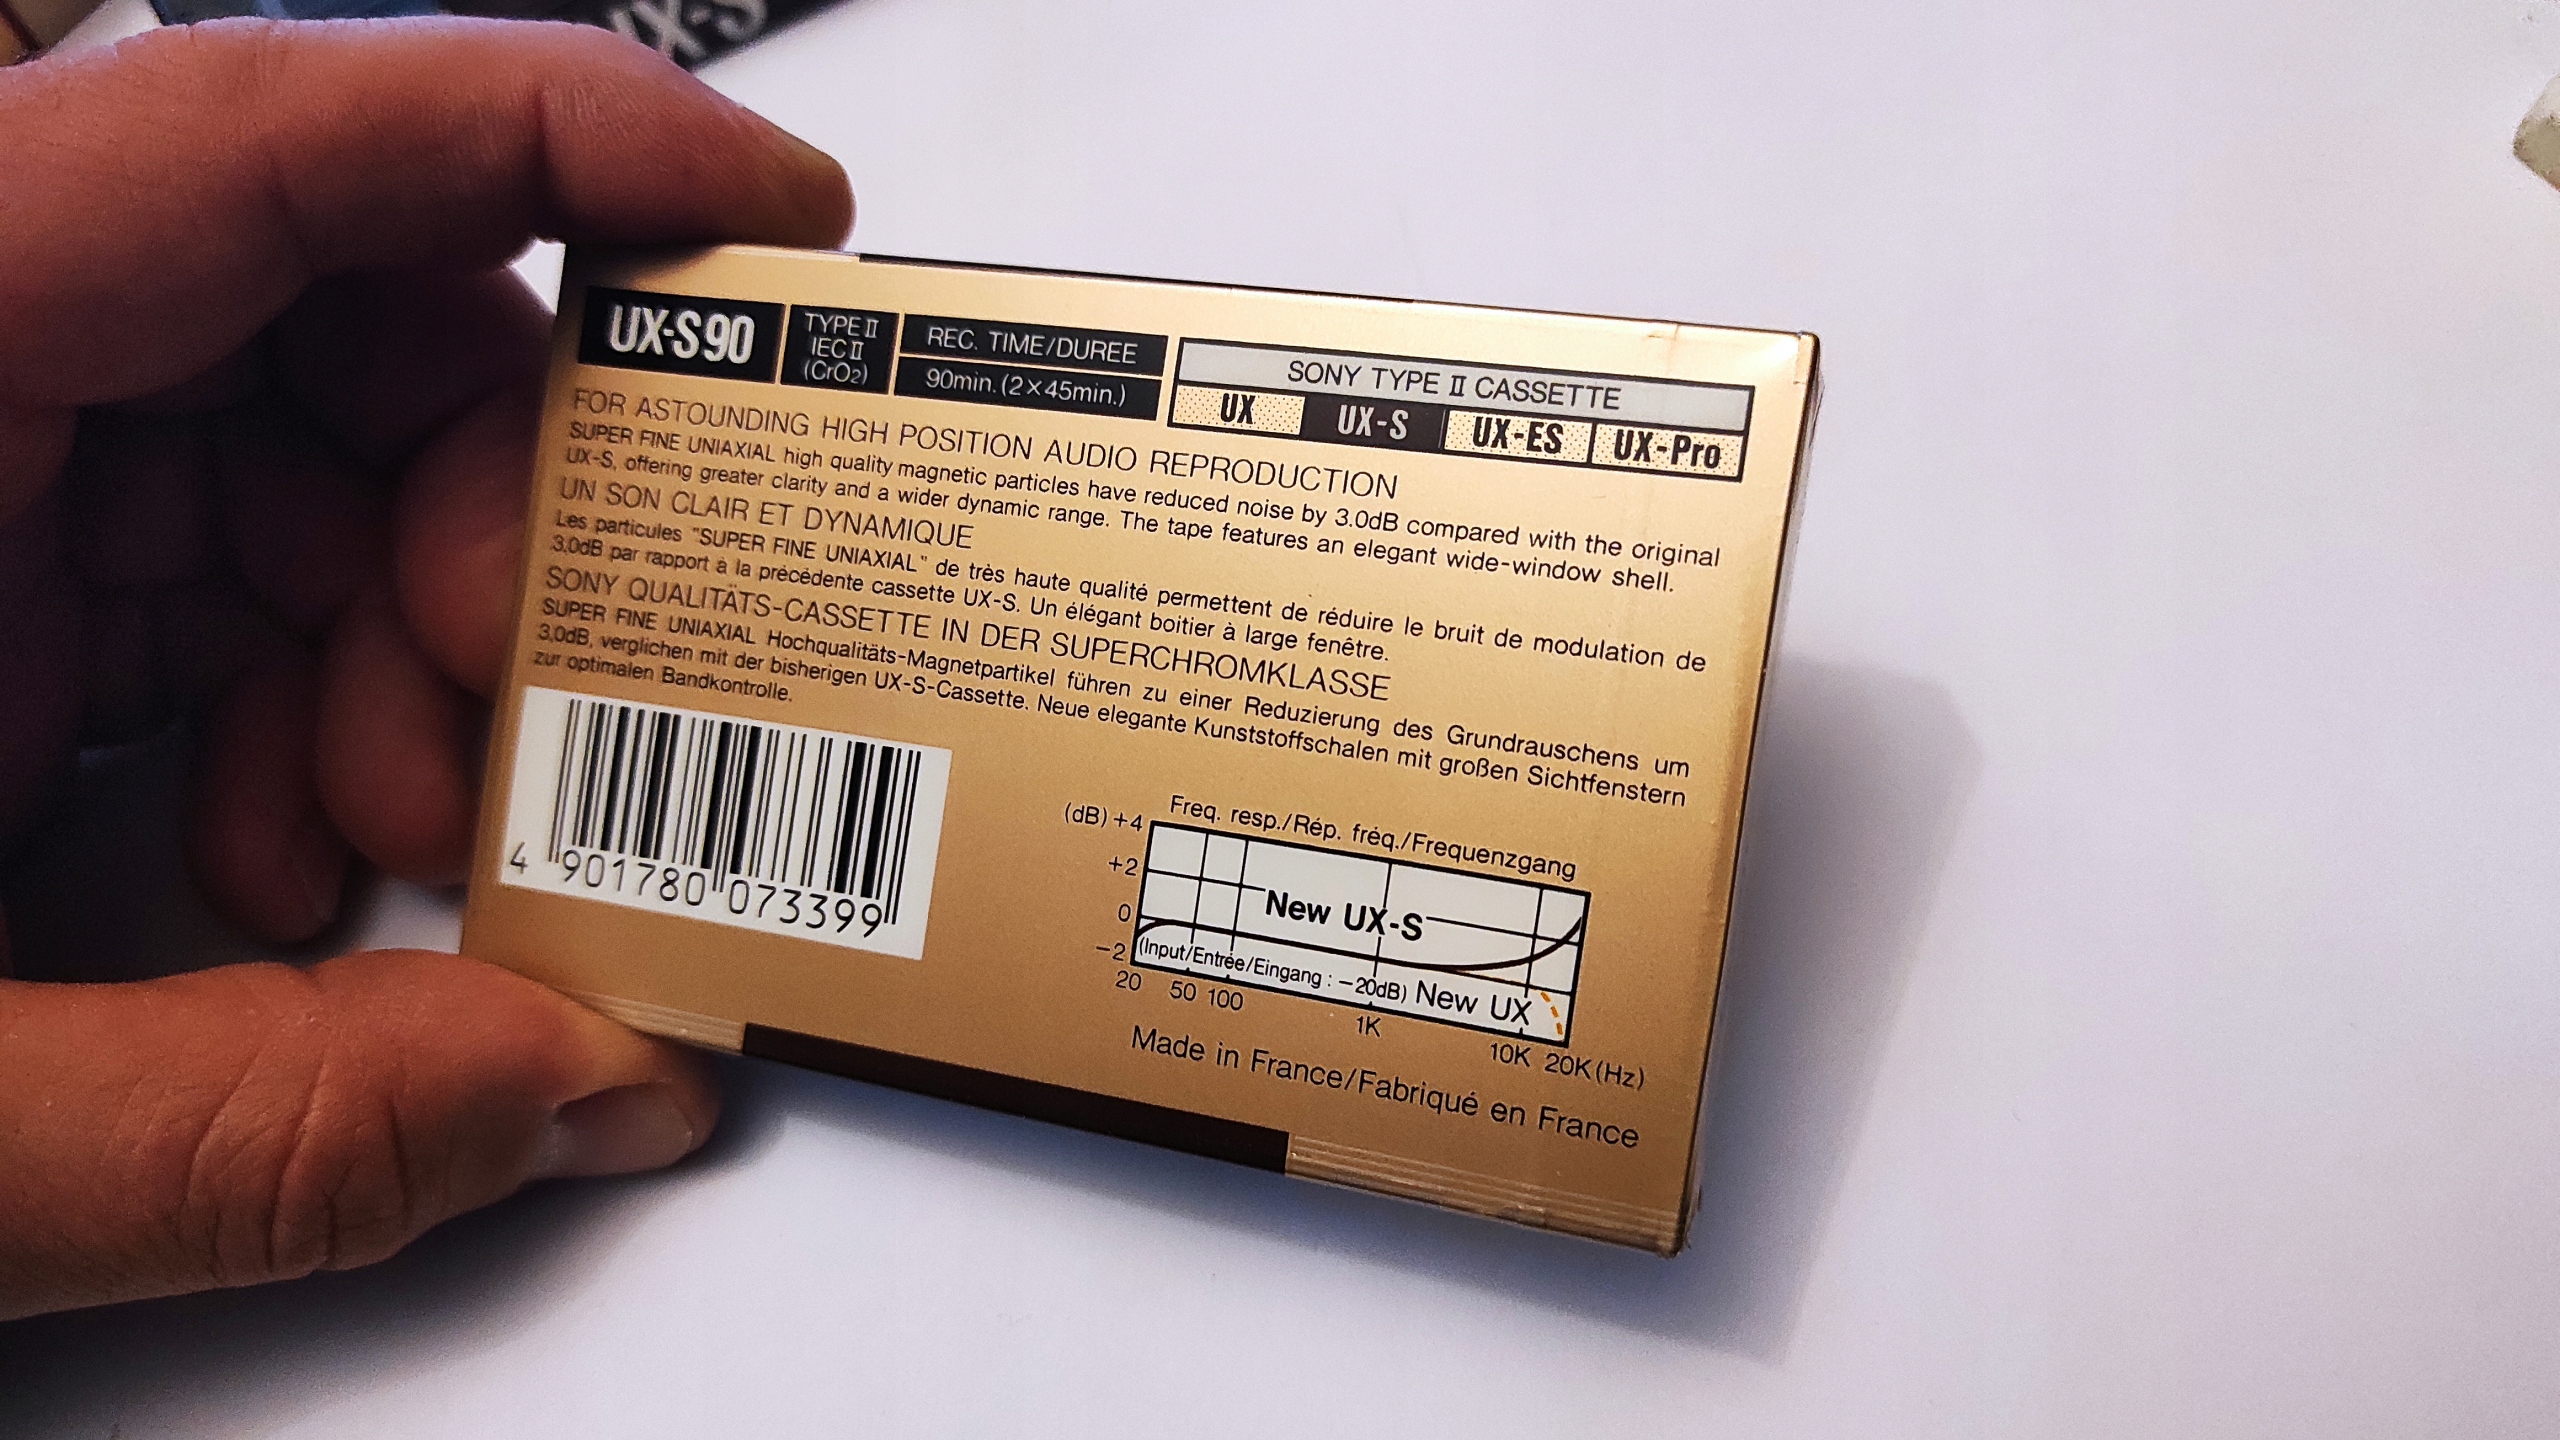 UX-S
UX-S90
TYPE II
IEC II
(CrO2)
REC. TIME/DUREE
90min. (2×45min.)
SONY TYPE II CASSETTE
UX
UX-S
UX-ES
UX-Pro
FOR ASTOUNDING HIGH POSITION AUDIO REPRODUCTION
SUPER FINE UNIAXIAL high quality magnetic particles have reduced noise by 3.0dB compared with the original
UX-S, offering greater clarity and a wider dynamic range. The tape features an elegant wide-window shell.
UN SON CLAIR ET DYNAMIQUE
Les particules "SUPER FINE UNIAXIAL" de très haute qualité permettent de réduire le bruit de modulation de
3.0dB par rapport à la précédente cassette UX-S. Un élégant boitier à large fenêtre.
SONY QUALITÄTS-CASSETTE IN DER SUPERCHROMKLASSE
SUPER FINE UNIAXIAL Hochqualitäts-Magnetpartikel führen zu einer Reduzierung des Grundrauschens um
3,0dB, verglichen mit der bisherigen UX-S-Cassette. Neue elegante Kunststoffschalen mit großen Sichtfenstern
zur optimalen Bandkontrolle.
4 901780 073399
Freq. resp./Rép. fréq./Frequenzgang
(dB) +4
+2
0
-2
New UX-S
(Input/Entrée/Eingang : -20dB) New UX
20 50 100 1K 10K 20K (Hz)
Made in France/Fabriqué en France